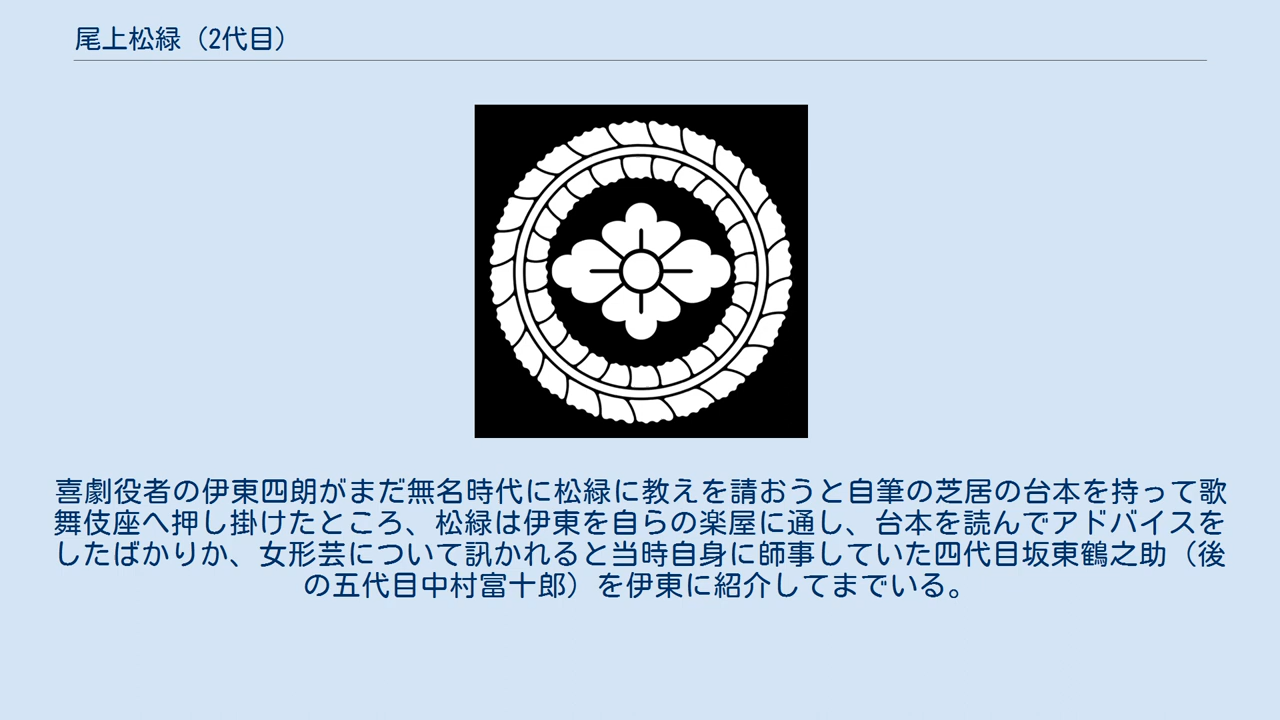 尾上松緑（2代目）
喜劇役者の伊東四朗がまだ無名時代に松緑に教えを請おうと自筆の芝居の台本を持って歌
舞伎座へ押し掛けたところ、松緑は伊東を自らの楽屋に通し、台本を読んでアドバイスを
したばかりか、女形芸について訊かれると当時自身に師事していた四代目坂東鶴之助（後
の五代目中村富十郎）を伊東に紹介してまでいる。